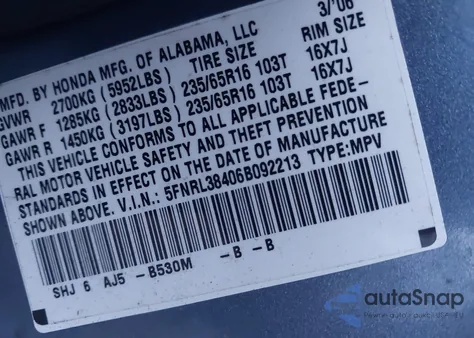 MFD. BY HONDA MFG. OF ALABAMA, LLC 3/'06
GVWR 2700KG (5952LBS) TIRE SIZE RIM SIZE
GAWR F 1285KG (2833LBS) 235/65R16 103T 16X7J
GAWR R 1450KG (3197LBS) 235/65R16 103T 16X7J
THIS VEHICLE CONFORMS TO ALL APPLICABLE FEDE-
RAL MOTOR VEHICLE SAFETY AND THEFT PREVENTION
STANDARDS IN EFFECT ON THE DATE OF MANUFACTURE
SHOWN ABOVE. V.I.N.: 5FNRL38406B092213 TYPE:MPV
SHJ 6 AJ5 - B530M -B -B
autoSnap